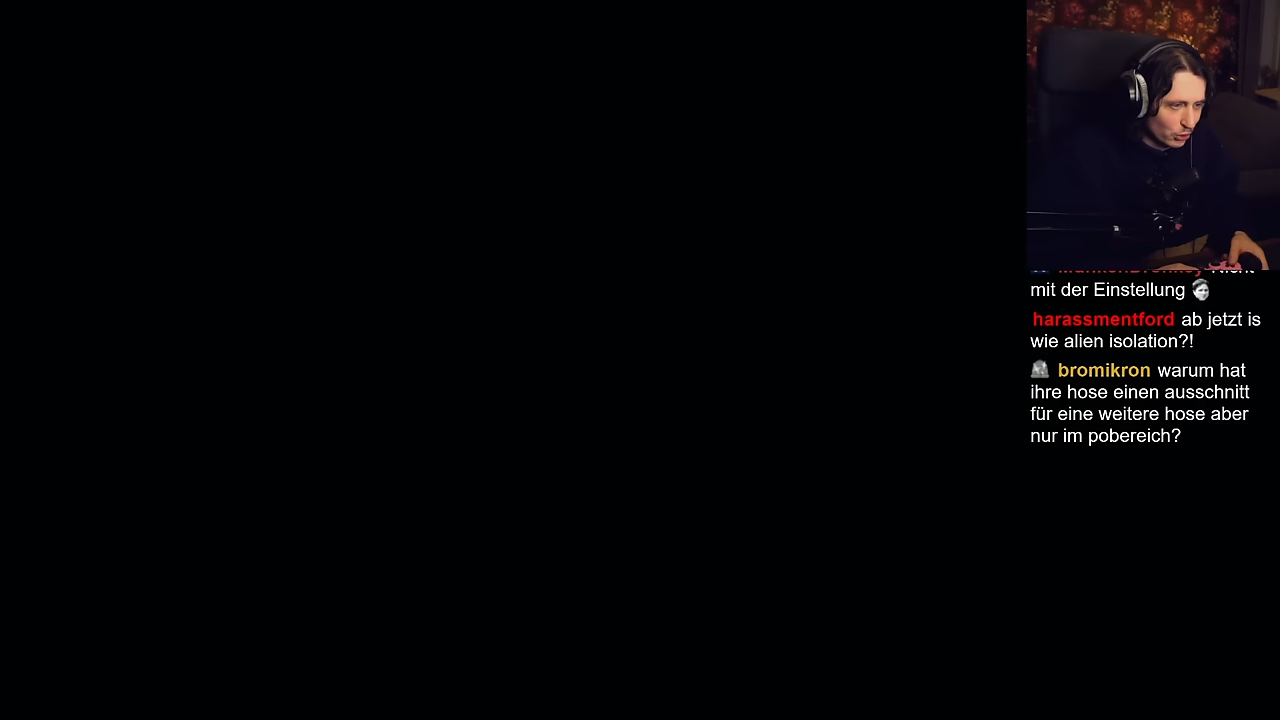 mit der Einstellung
harassmentford ab jetzt is
wie alien isolation?!
bromikron warum hat
ihre hose einen ausschnitt
für eine weitere hose aber
nur im pobereich?